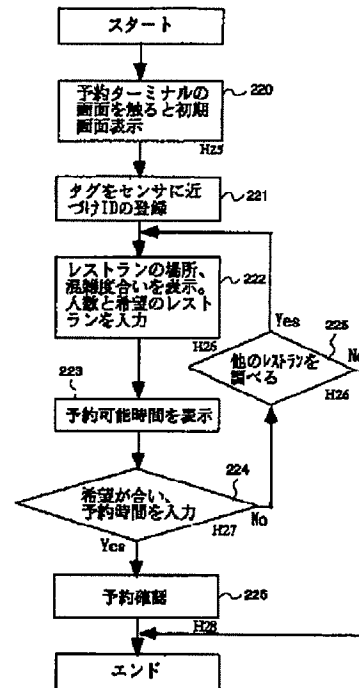 スタート
予約ターミナルの
画面を触ると初期
画面表示
220
H25
タグをセンサに近
づけIDの登録
221
レストランの場所、
混雑度合いを表示。
人数と希望のレスト
ランを入力
222
H26
223
予約可能時間を表示
希望が合い、
予約時間を入力
224
H27
Yes
No
他のレストランを
調べる
225
H26
Yes
No
予約確認
226
H28
エンド